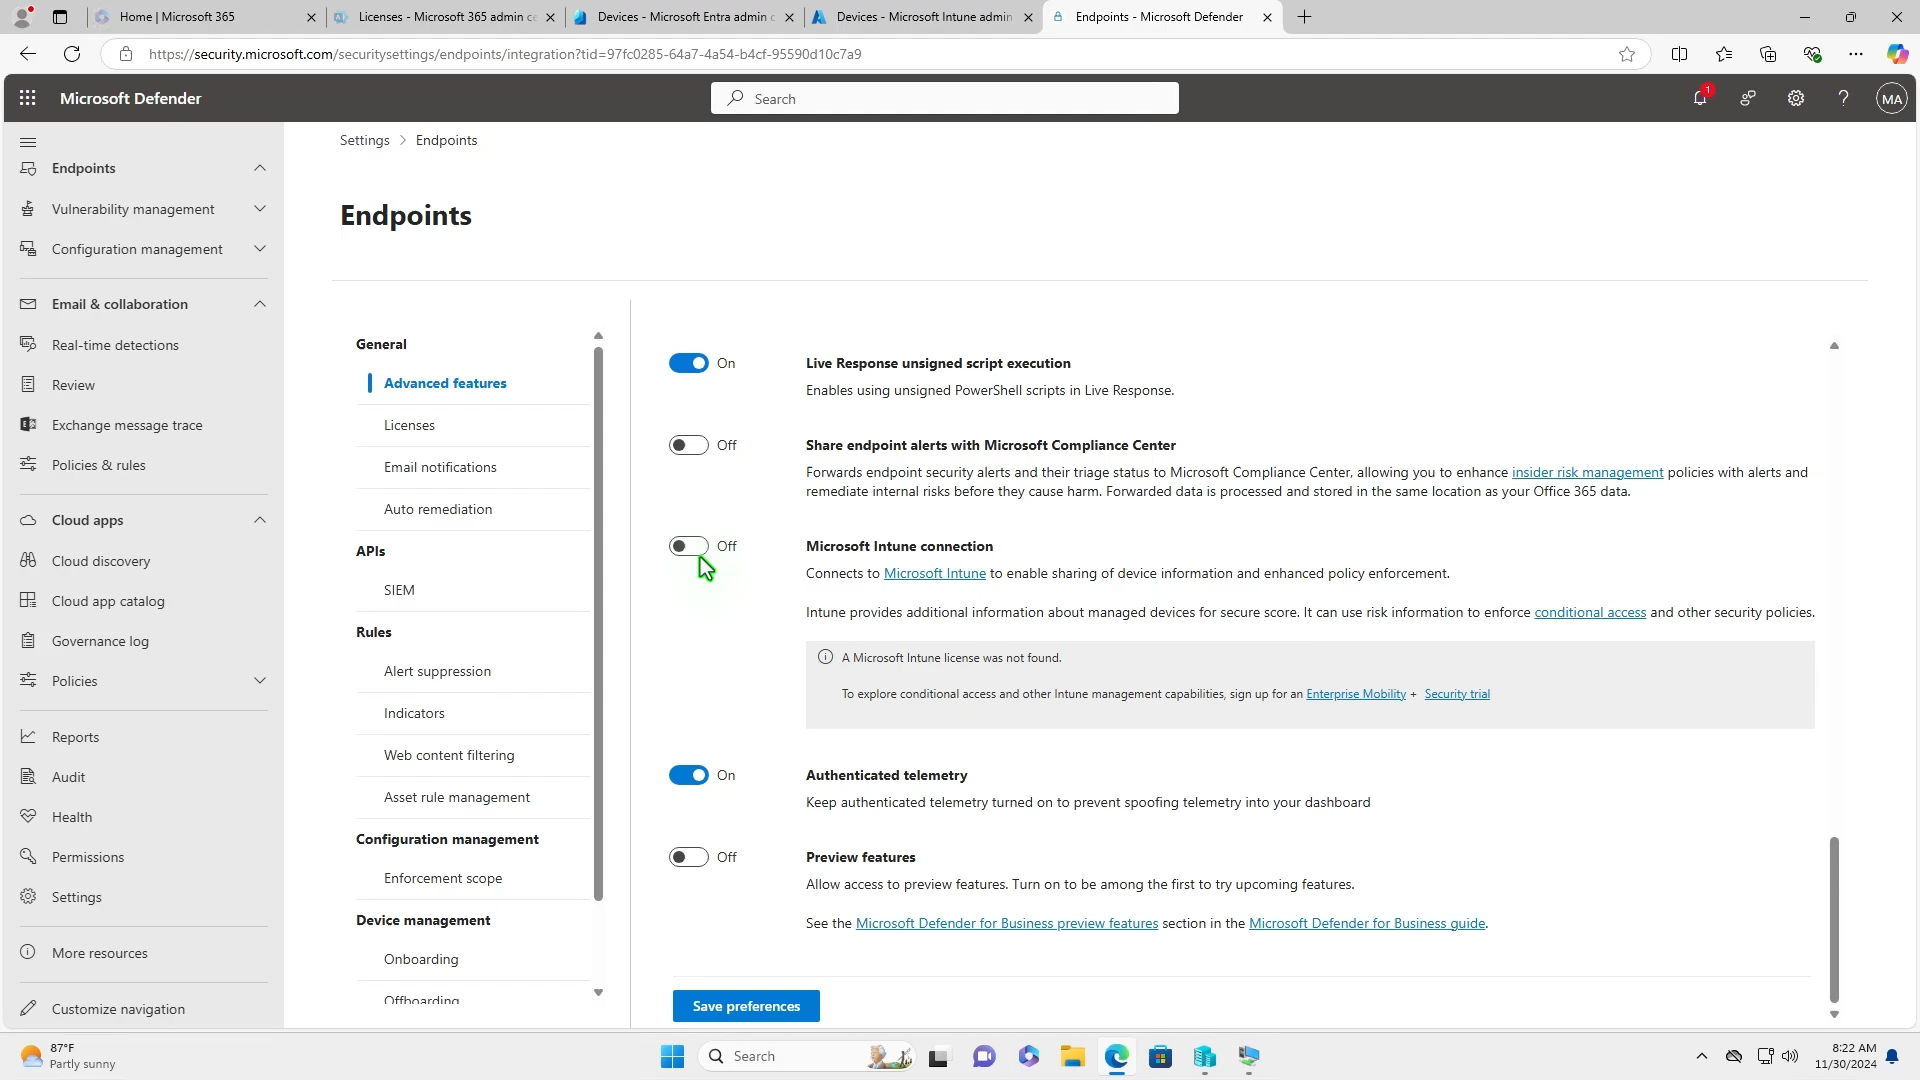 Home | Microsoft 365
Licenses - Microsoft 365 admin ce
Devices - Microsoft Entra admin c
Devices - Microsoft Intune admin
Endpoints - Microsoft Defender
https://security.microsoft.com/securitysettings/endpoints/integration?tid=97fc0285-64a7-4a54-b4cf-95590d10c7a9
Microsoft Defender
Search
1
MA
Endpoints
Vulnerability management
Configuration management
Email & collaboration
Real-time detections
Review
Exchange message trace
Policies & rules
Cloud apps
Cloud discovery
Cloud app catalog
Governance log
Policies
Reports
Audit
Health
Permissions
Settings
More resources
Customize navigation
Settings > Endpoints
Endpoints
General
Advanced features
Licenses
Email notifications
Auto remediation
APIs
SIEM
Rules
Alert suppression
Indicators
Web content filtering
Asset rule management
Configuration management
Enforcement scope
Device management
Onboarding
Offboarding
On
Live Response unsigned script execution
Enables using unsigned PowerShell scripts in Live Response.
Off
Share endpoint alerts with Microsoft Compliance Center
Forwards endpoint security alerts and their triage status to Microsoft Compliance Center, allowing you to enhance insider risk management policies with alerts and
remediate internal risks before they cause harm. Forwarded data is processed and stored in the same location as your Office 365 data.
Off
Microsoft Intune connection
Connects to Microsoft Intune to enable sharing of device information and enhanced policy enforcement.
Intune provides additional information about managed devices for secure score. It can use risk information to enforce conditional access and other security policies.
A Microsoft Intune license was not found.
To explore conditional access and other Intune management capabilities, sign up for an Enterprise Mobility + Security trial
On
Authenticated telemetry
Keep authenticated telemetry turned on to prevent spoofing telemetry into your dashboard
Off
Preview features
Allow access to preview features. Turn on to be among the first to try upcoming features.
See the Microsoft Defender for Business preview features section in the Microsoft Defender for Business guide.
Save preferences
87°F
Partly sunny
Search
8:22 AM
11/30/2024